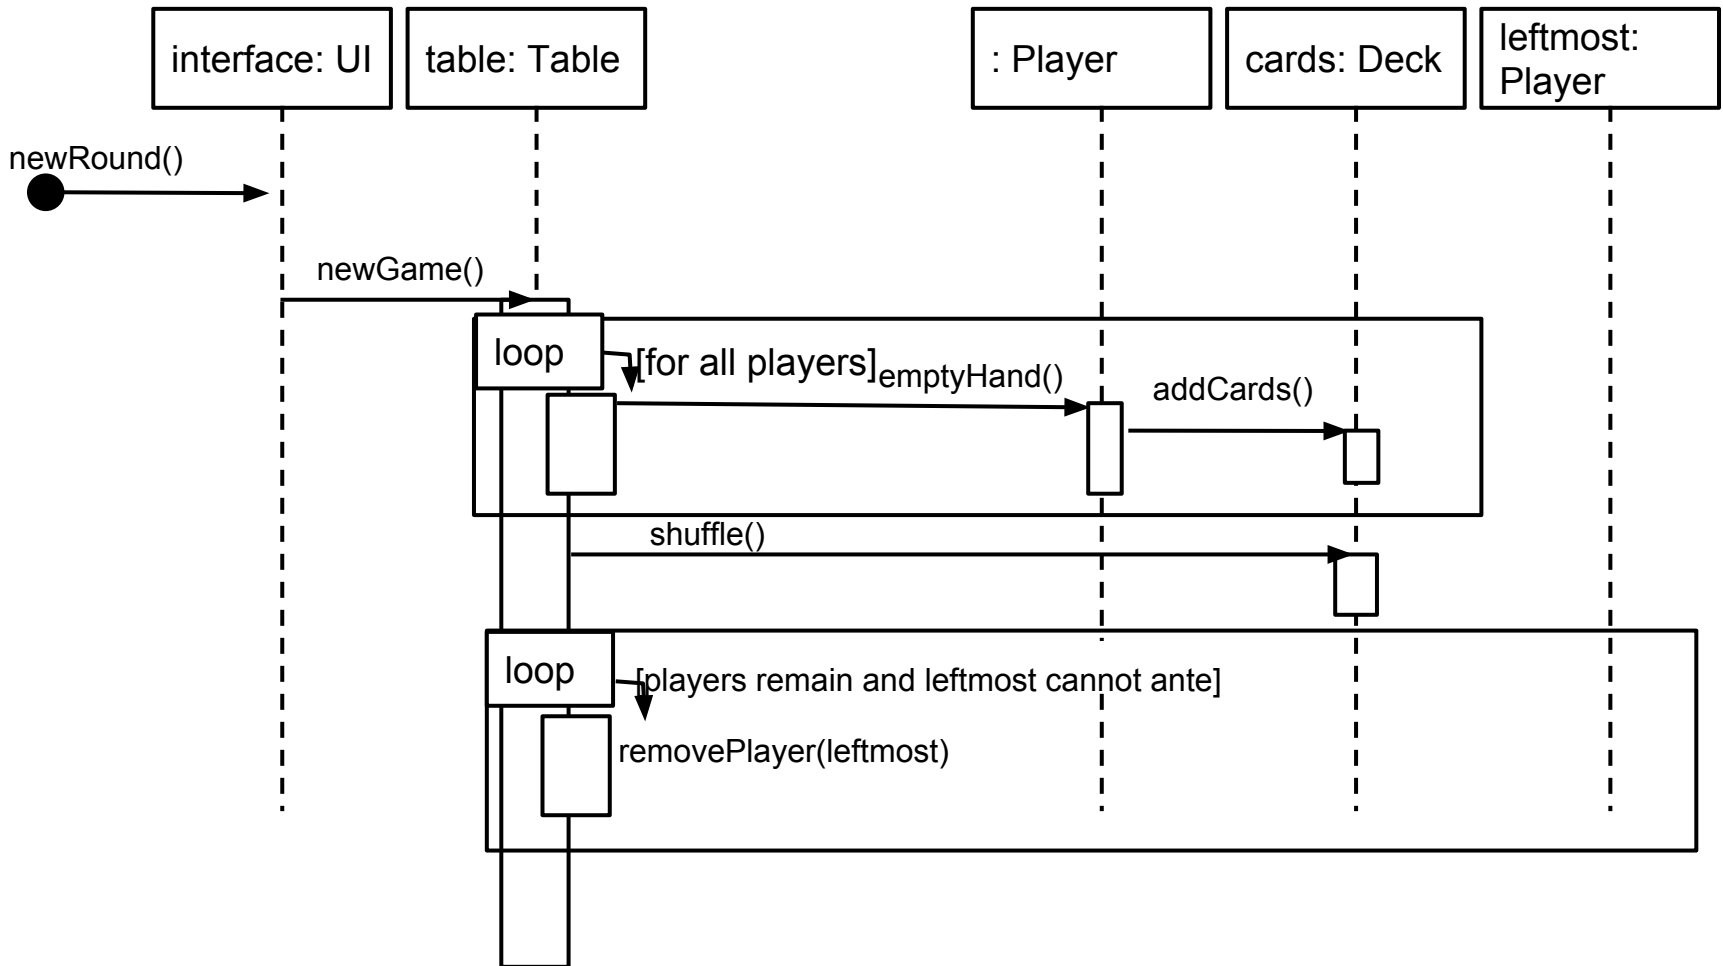 interface: UI
table: Table
: Player
cards: Deck
leftmost:
Player
newRound()
newGame()
loop
[for all players]
emptyHand()
addCards()
shuffle()
loop
[players remain and leftmost cannot ante]
removePlayer(leftmost)